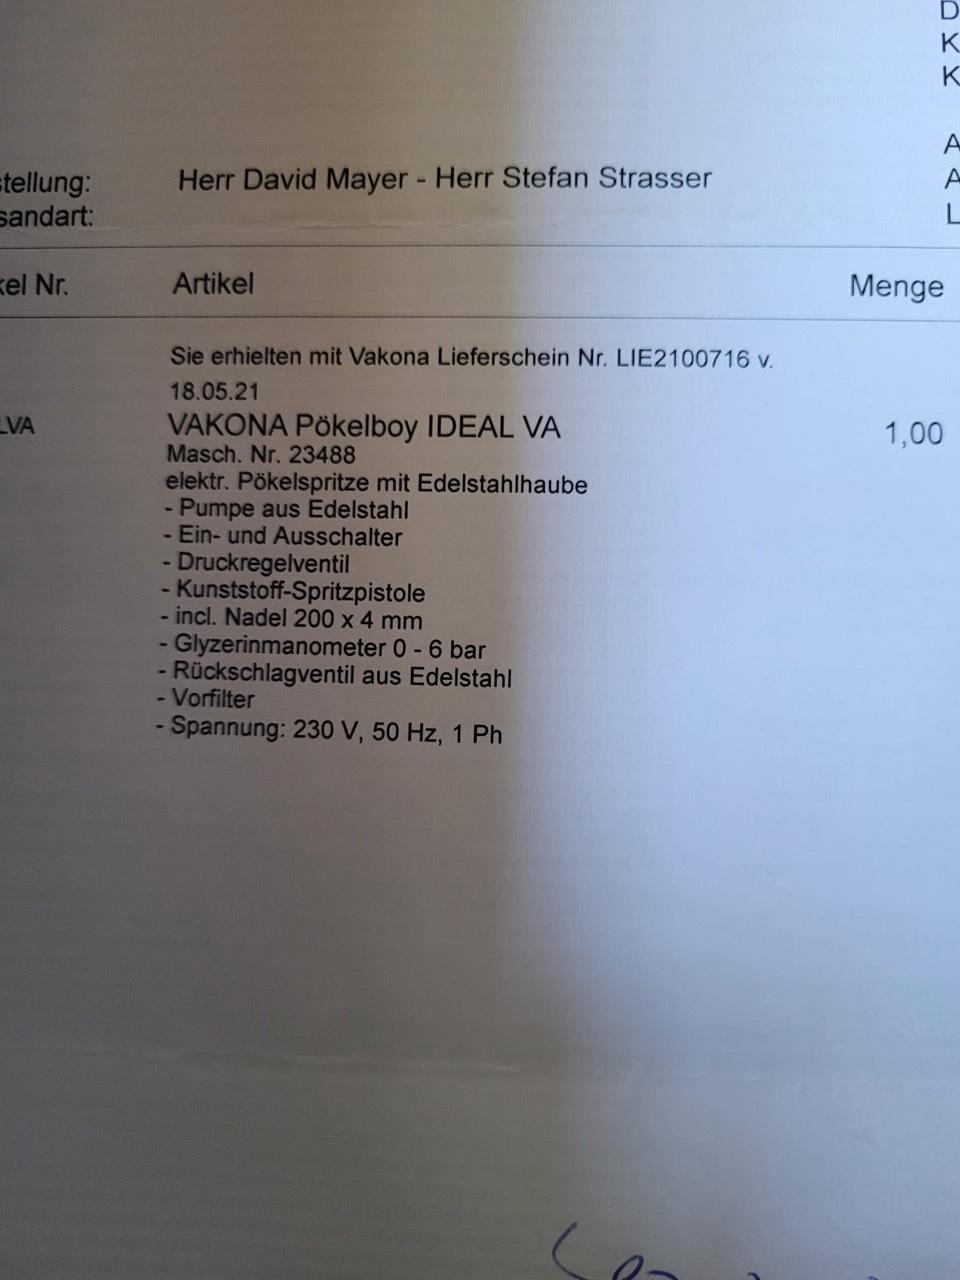 D
K
K
A
stellung: Herr David Mayer - Herr Stefan Strasser A
sandart: L
kel Nr. Artikel Menge
Sie erhielten mit Vakona Lieferschein Nr. LIE2100716 v.
18.05.21
LVA VAKONA Pökelboy IDEAL VA 1,00
Masch. Nr. 23488
elektr. Pökelspritze mit Edelstahlhaube
- Pumpe aus Edelstahl
- Ein- und Ausschalter
- Druckregelventil
- Kunststoff-Spritzpistole
- incl. Nadel 200 x 4 mm
- Glyzerinmanometer 0 - 6 bar
- Rückschlagventil aus Edelstahl
- Vorfilter
- Spannung: 230 V, 50 Hz, 1 Ph